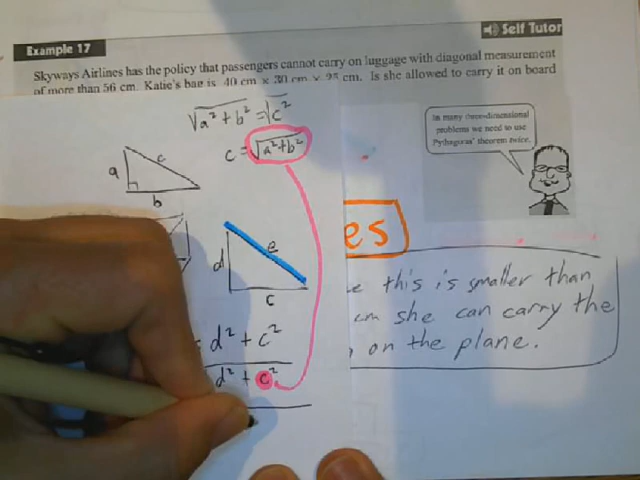 Self Tutor
Example 17
Skyways Airlines has the policy that passengers cannot carry on luggage with diagonal measurement
of more than 56 cm. Katie's bag is 40 cm × 30 cm × 25 cm. Is she allowed to carry it on board
In many three-dimensional
problems we need to use
Pythagoras' theorem twice.
√a² + b² = √c²
c = √a² + b²
a
c
b
d
e
c
es
this is smaller than
she can carry the
on the plane.
= d² + c²
d² + c²